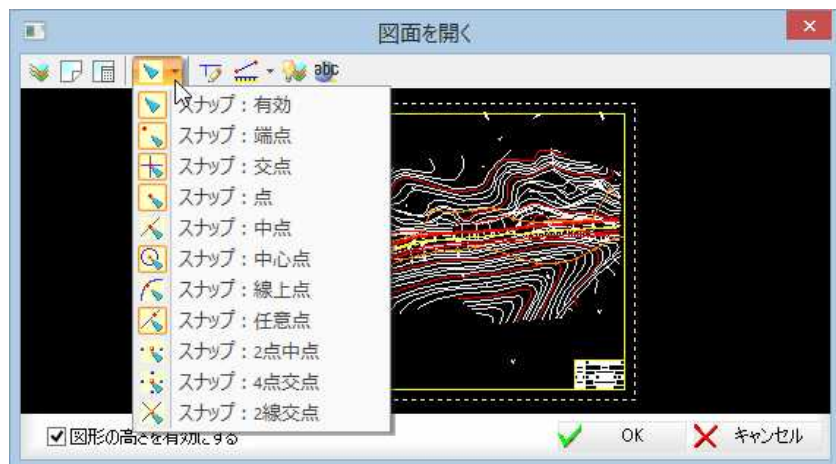 図面を開く
abc
スナップ：有効
スナップ：端点
スナップ：交点
スナップ：点
スナップ：中点
スナップ：中心点
スナップ：線上点
スナップ：任意点
スナップ：2点中点
スナップ：4点交点
スナップ：2線交点
図形の高さを有効にする
OK
キャンセル